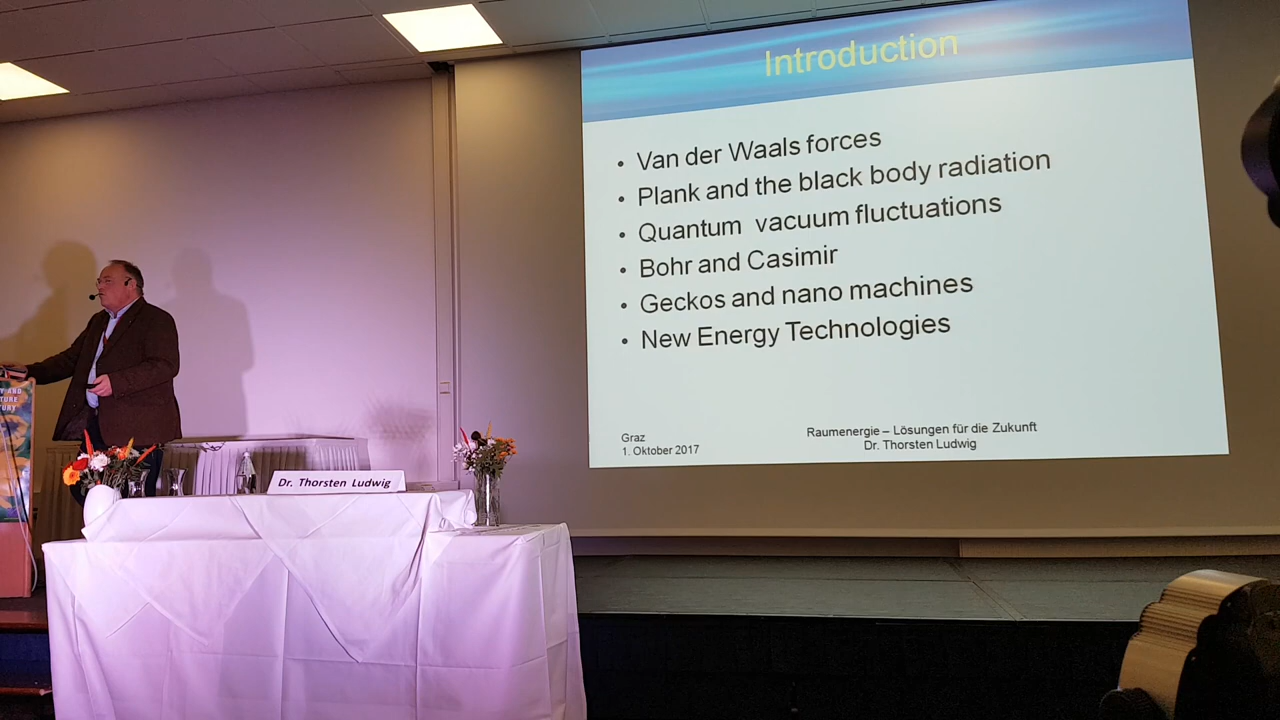 Introduction
• Van der Waals forces
• Plank and the black body radiation
• Quantum vacuum fluctuations
• Bohr and Casimir
• Geckos and nano machines
• New Energy Technologies
Graz
1. Oktober 2017
Raumenergie – Lösungen für die Zukunft
Dr. Thorsten Ludwig
Dr. Thorsten Ludwig